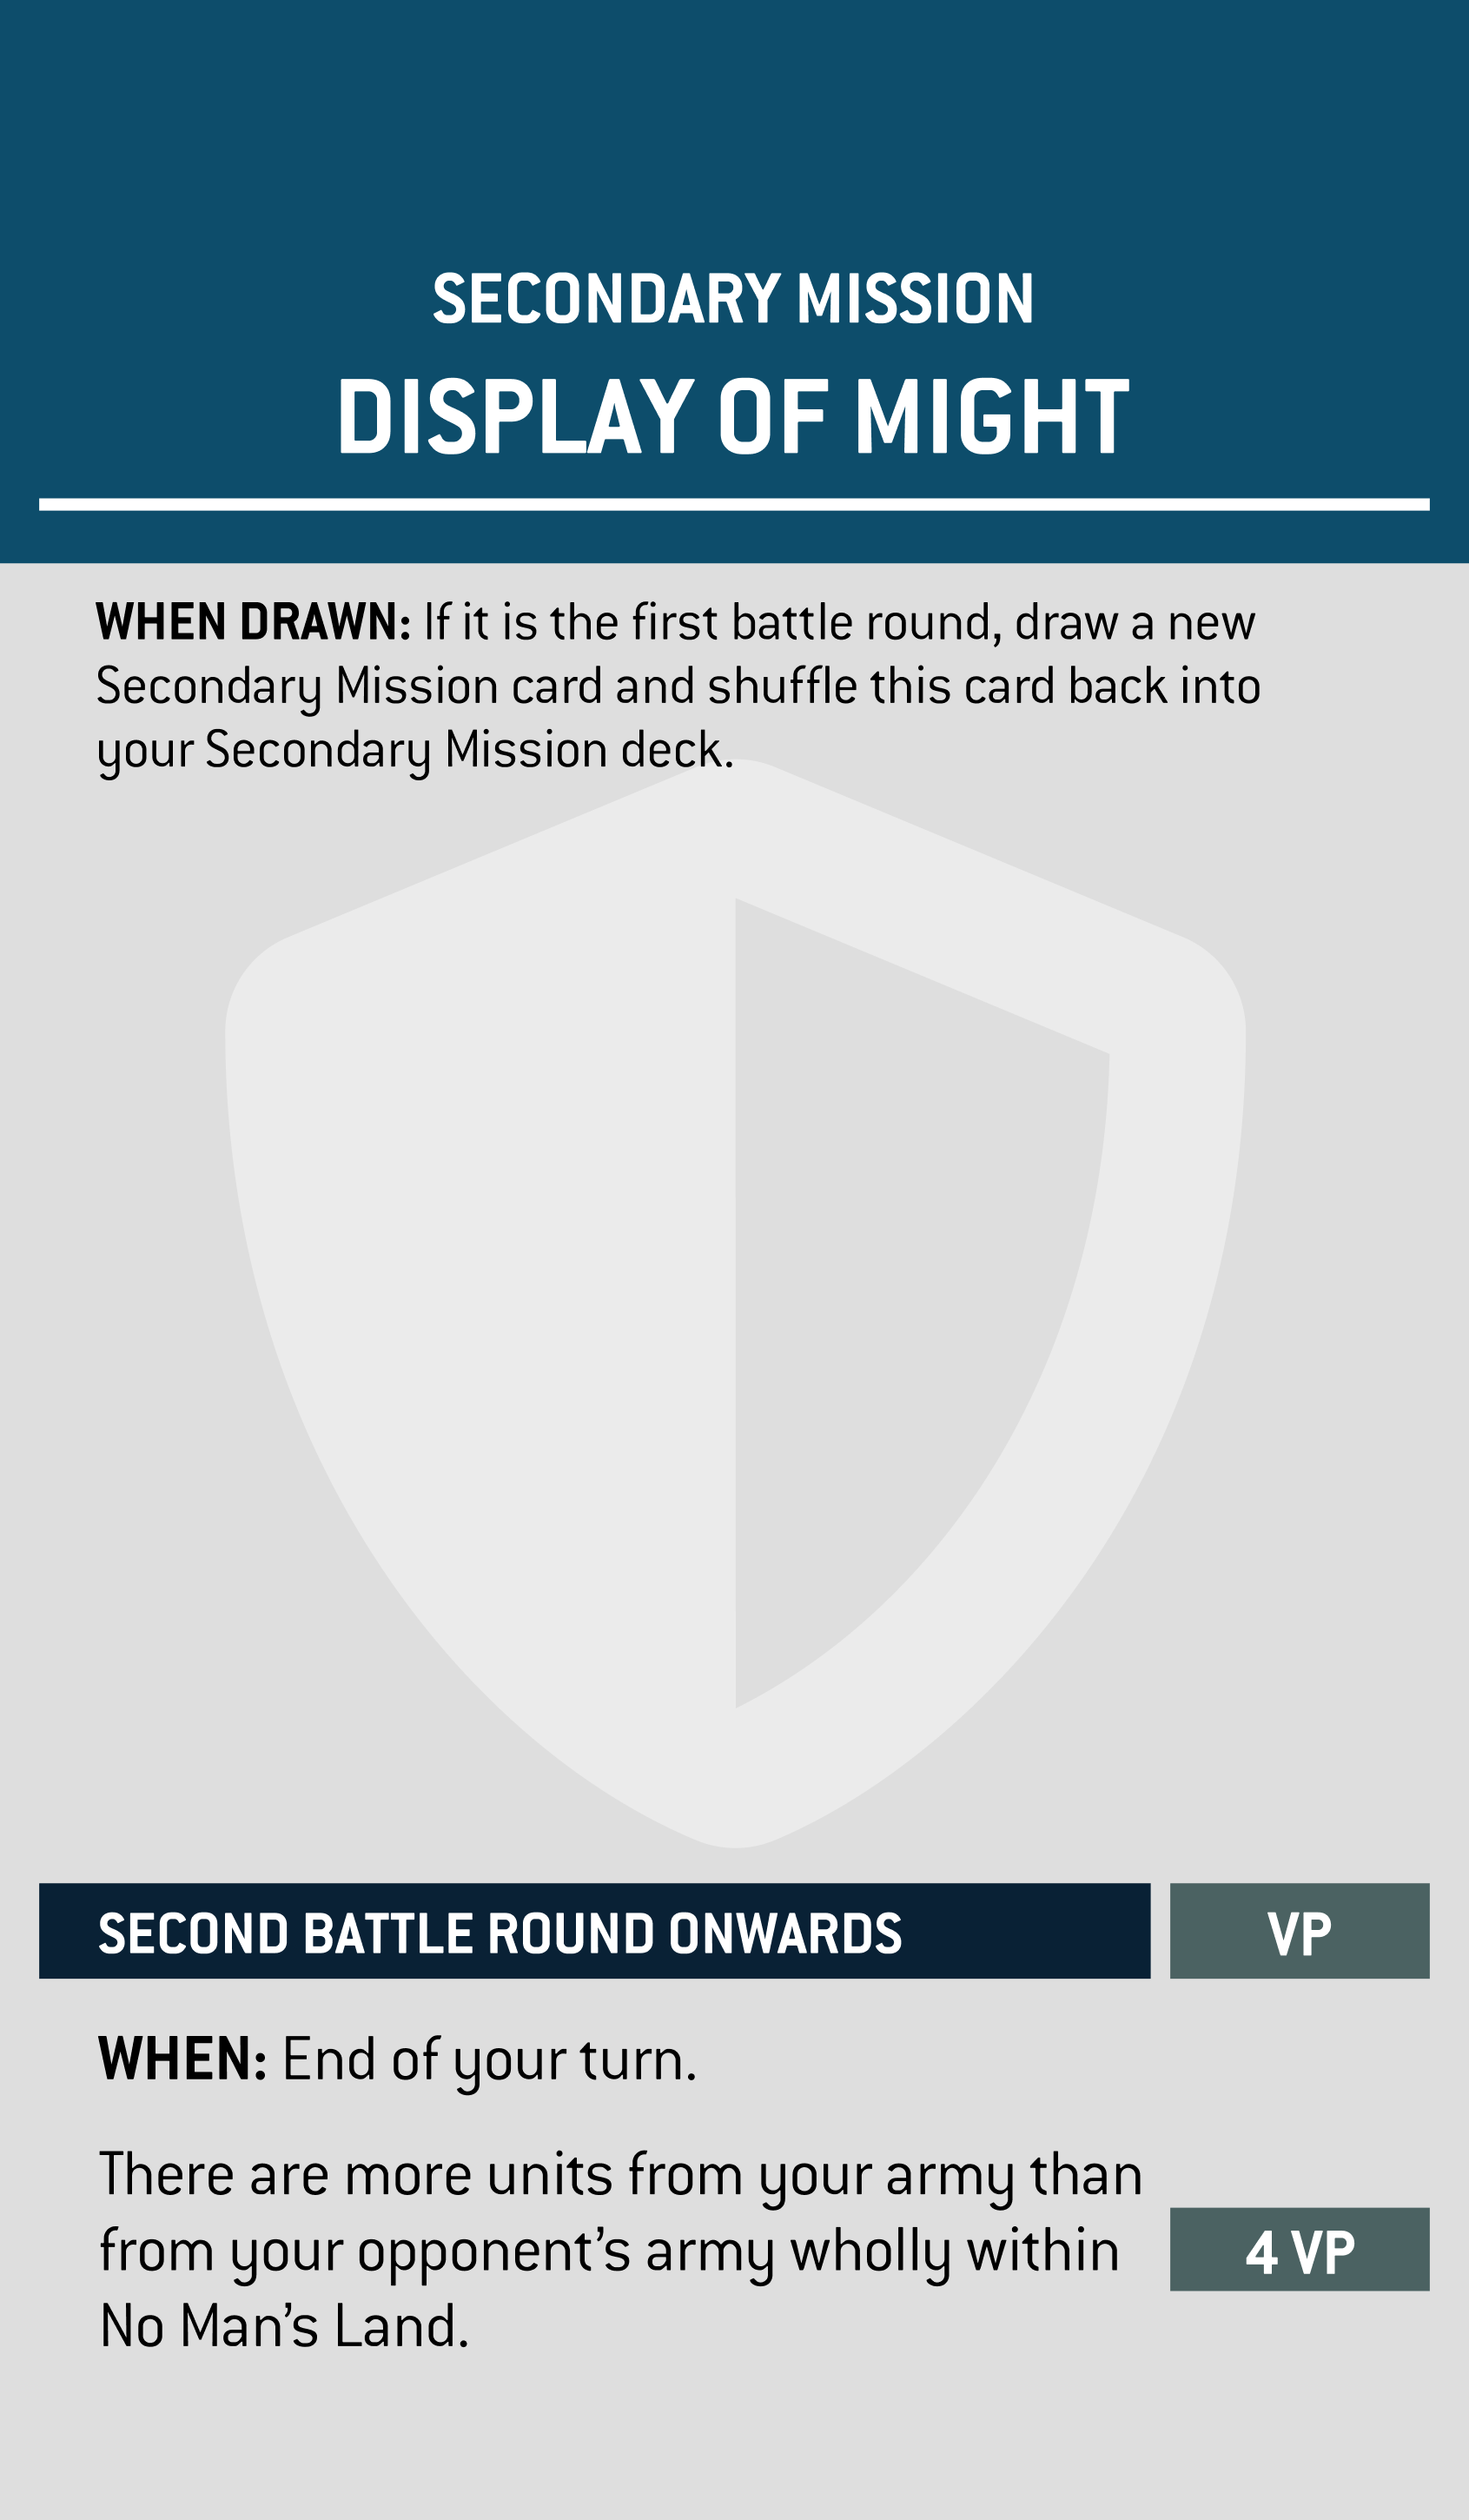 SECONDARY MISSION
DISPLAY OF MIGHT
WHEN DRAWN: If it is the first battle round, draw a new
Secondary Mission card and shuffle this card back into
your Secondary Mission deck.
SECOND BATTLE ROUND ONWARDS
VP
WHEN: End of your turn.
There are more units from your army than
from your opponent’s army wholly within
4 VP
No Man’s Land.